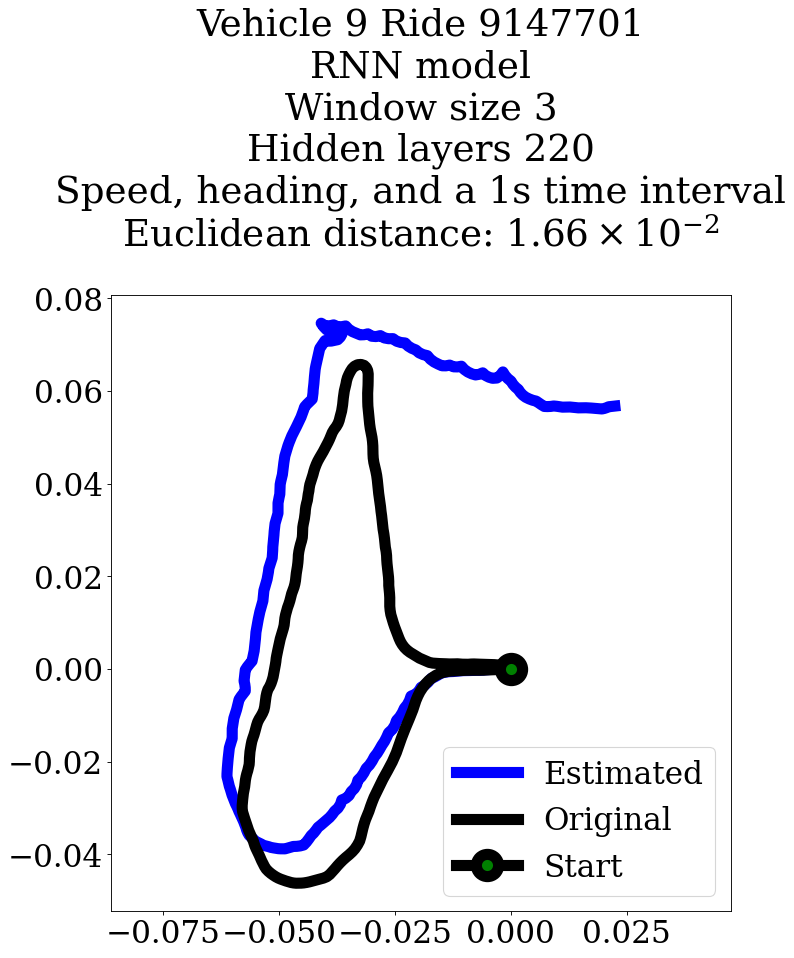 Vehicle 9 Ride 9147701
RNN model
Window size 3
Hidden layers 220
Speed, heading, and a 1s time interval
Euclidean distance: 1.66 × 10⁻²
0.08
0.06
0.04
0.02
0.00
−0.02
−0.04
Estimated
Original
Start
−0.075 −0.050 −0.025 0.000 0.025